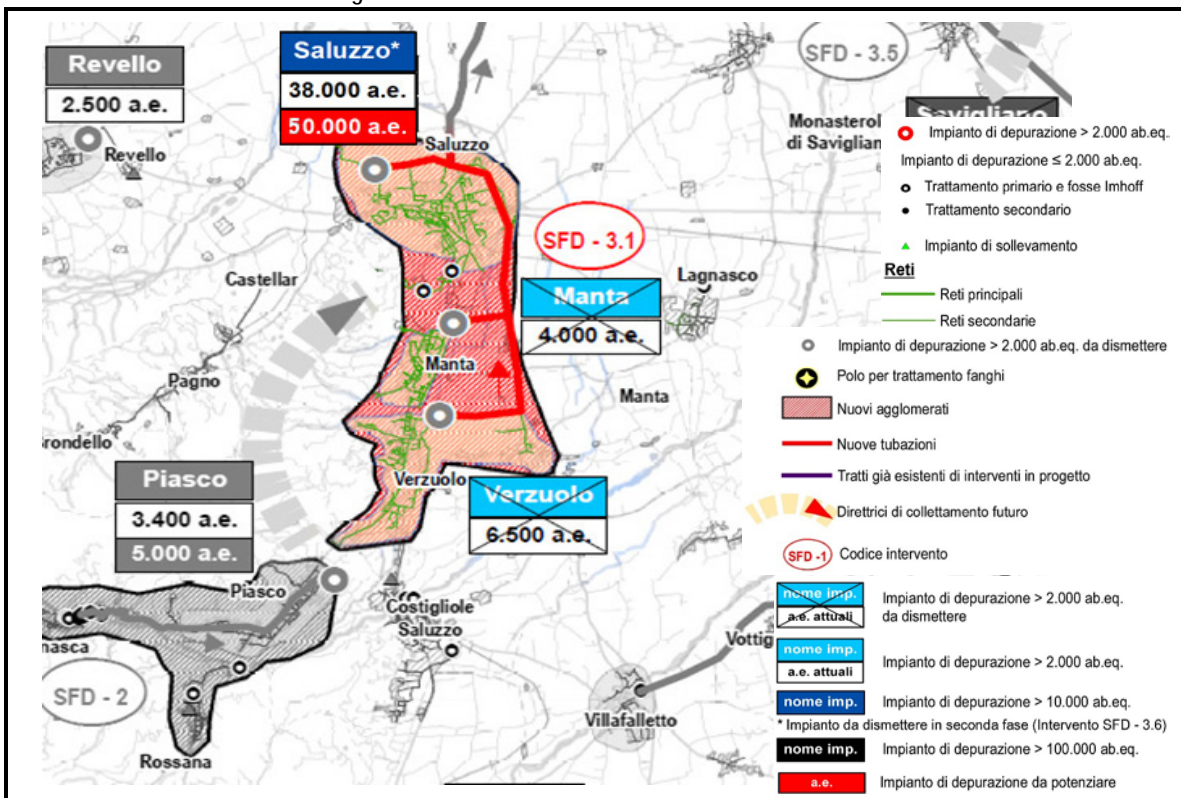 Revello
2.500 a.e.
Revello
Saluzzo*
38.000 a.e.
50.000 a.e.
Saluzzo
SFD - 3.5
Savigliano
Monasterol
di Savigliano
SFD - 3.1
Castellar
Lagnasco
Manta
4.000 a.e.
Manta
Manta
Pagno
Brondello
Piasco
3.400 a.e.
5.000 a.e.
Verzuolo
Verzuolo
6.500 a.e.
Piasco
Costigliole
Saluzzo
nasca
SFD - 2
Rossana
Villafalletto
Vottig
Impianto di depurazione > 2.000 ab.eq.
Impianto di depurazione ≤ 2.000 ab.eq.
Trattamento primario e fosse Imhoff
Trattamento secondario
Impianto di sollevamento
Reti
Reti principali
Reti secondarie
Impianto di depurazione > 2.000 ab.eq. da dismettere
Polo per trattamento fanghi
Nuovi agglomerati
Nuove tubazioni
Tratti già esistenti di interventi in progetto
Direttrici di collettamento futuro
SFD -1 Codice intervento
nome imp.
a.e. attuali
Impianto di depurazione > 2.000 ab.eq.
da dismettere
nome imp.
a.e. attuali
Impianto di depurazione > 2.000 ab.eq.
nome imp. Impianto di depurazione > 10.000 ab.eq.
* Impianto da dismettere in seconda fase (Intervento SFD - 3.6)
nome imp. Impianto di depurazione > 100.000 ab.eq.
a.e. Impianto di depurazione da potenziare